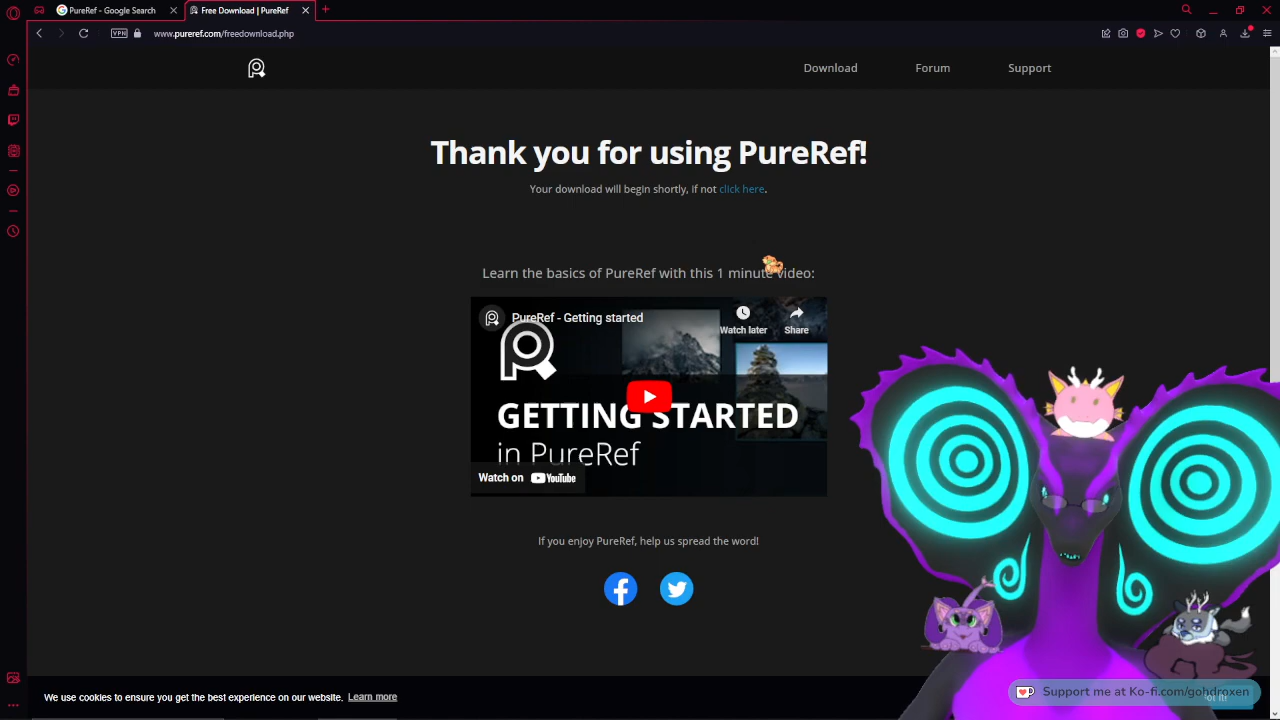 PureRef - Google Search
Free Download | PureRef
VPN
www.pureref.com/freedownload.php
Download
Forum
Support
Thank you for using PureRef!
Your download will begin shortly, if not click here.
Learn the basics of PureRef with this 1 minute video:
PureRef - Getting started
Watch later
Share
GETTING STARTED
in PureRef
Watch on YouTube
If you enjoy PureRef, help us spread the word!
We use cookies to ensure you get the best experience on our website. Learn more
Support me at Ko-fi.com/gohdroxen